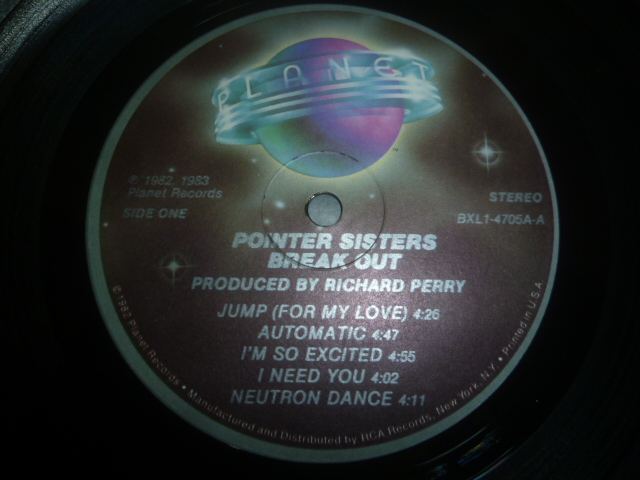 PLANET
℗ 1982, 1983
Planet Records
SIDE ONE
STEREO
BXL1-4705A-A
POINTER SISTERS
BREAK OUT
PRODUCED BY RICHARD PERRY
JUMP (FOR MY LOVE) 4:26
AUTOMATIC 4:47
I'M SO EXCITED 4:55
I NEED YOU 4:02
NEUTRON DANCE 4:11
©1982 Planet Records. • Manufactured and Distributed by RCA Records, New York, N.Y. • Printed in U.S.A.